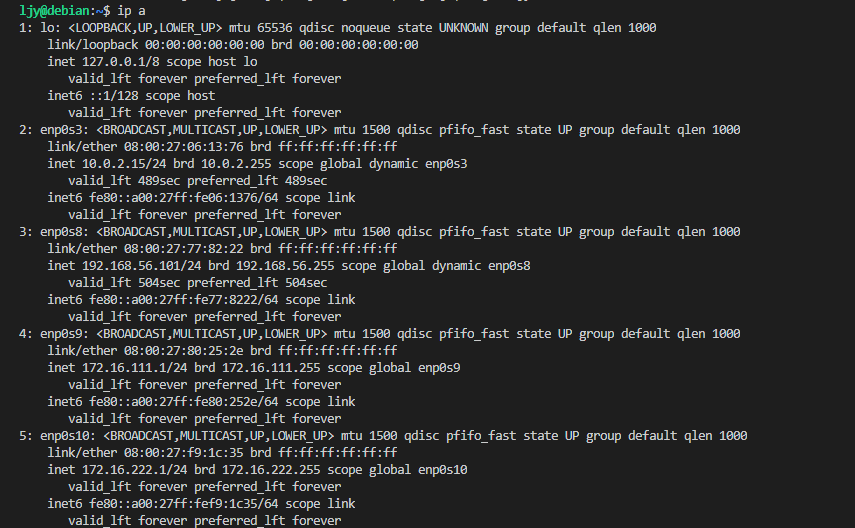 ljy@debian:~$ ip a
1: lo: <LOOPBACK,UP,LOWER_UP> mtu 65536 qdisc noqueue state UNKNOWN group default qlen 1000
    link/loopback 00:00:00:00:00:00 brd 00:00:00:00:00:00
    inet 127.0.0.1/8 scope host lo
       valid_lft forever preferred_lft forever
    inet6 ::1/128 scope host
       valid_lft forever preferred_lft forever
2: enp0s3: <BROADCAST,MULTICAST,UP,LOWER_UP> mtu 1500 qdisc pfifo_fast state UP group default qlen 1000
    link/ether 08:00:27:06:13:76 brd ff:ff:ff:ff:ff:ff
    inet 10.0.2.15/24 brd 10.0.2.255 scope global dynamic enp0s3
       valid_lft 489sec preferred_lft 489sec
    inet6 fe80::a00:27ff:fe06:1376/64 scope link
       valid_lft forever preferred_lft forever
3: enp0s8: <BROADCAST,MULTICAST,UP,LOWER_UP> mtu 1500 qdisc pfifo_fast state UP group default qlen 1000
    link/ether 08:00:27:77:82:22 brd ff:ff:ff:ff:ff:ff
    inet 192.168.56.101/24 brd 192.168.56.255 scope global dynamic enp0s8
       valid_lft 504sec preferred_lft 504sec
    inet6 fe80::a00:27ff:fe77:8222/64 scope link
       valid_lft forever preferred_lft forever
4: enp0s9: <BROADCAST,MULTICAST,UP,LOWER_UP> mtu 1500 qdisc pfifo_fast state UP group default qlen 1000
    link/ether 08:00:27:80:25:2e brd ff:ff:ff:ff:ff:ff
    inet 172.16.111.1/24 brd 172.16.111.255 scope global enp0s9
       valid_lft forever preferred_lft forever
    inet6 fe80::a00:27ff:fe80:252e/64 scope link
       valid_lft forever preferred_lft forever
5: enp0s10: <BROADCAST,MULTICAST,UP,LOWER_UP> mtu 1500 qdisc pfifo_fast state UP group default qlen 1000
    link/ether 08:00:27:f9:1c:35 brd ff:ff:ff:ff:ff:ff
    inet 172.16.222.1/24 brd 172.16.222.255 scope global enp0s10
       valid_lft forever preferred_lft forever
    inet6 fe80::a00:27ff:fef9:1c35/64 scope link
       valid_lft forever preferred_lft forever